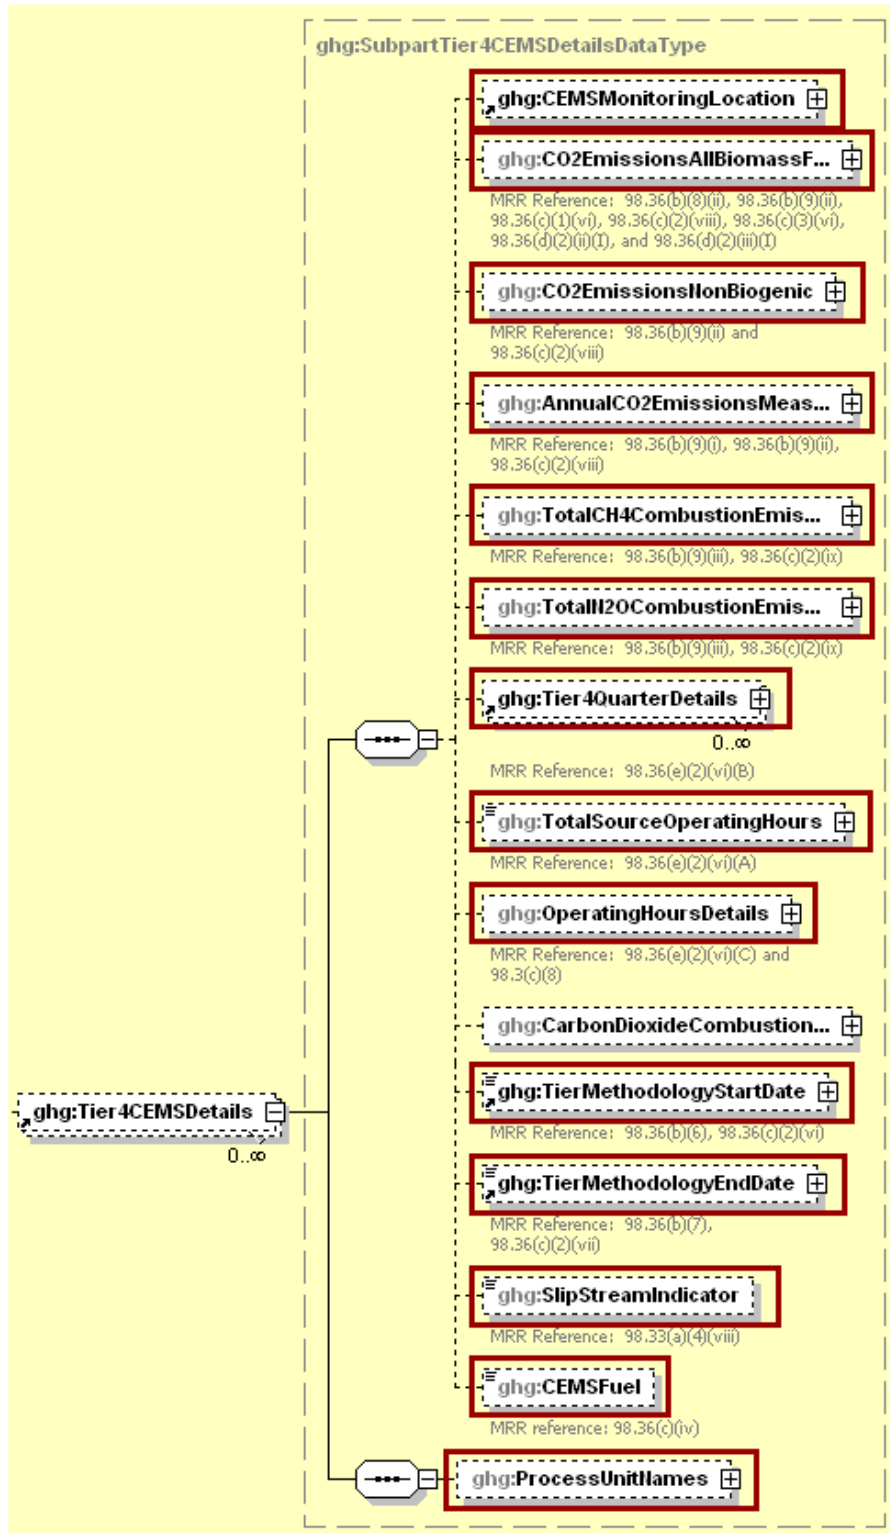 ghg:SubpartTier4CEMSDetailsDataType
ghg:CEMSMonitoringLocation
ghg:CO2EmissionsAllBiomassF...
MRR Reference: 98.36(b)(8)(ii), 98.36(b)(9)(ii),
98.36(c)(1)(vi), 98.36(c)(2)(viii), 98.36(c)(3)(vi),
98.36(d)(2)(ii)(I), and 98.36(d)(2)(iii)(I)
ghg:CO2EmissionsNonBiogenic
MRR Reference: 98.36(b)(9)(ii) and
98.36(c)(2)(viii)
ghg:AnnualCO2EmissionsMeas...
MRR Reference: 98.36(b)(9)(i), 98.36(b)(9)(ii),
98.36(c)(2)(viii)
ghg:TotalCH4CombustionEmis...
MRR Reference: 98.36(b)(9)(iii), 98.36(c)(2)(ix)
ghg:TotalN2OCombustionEmis...
MRR Reference: 98.36(b)(9)(iii), 98.36(c)(2)(ix)
ghg:Tier4QuarterDetails
0..∞
MRR Reference: 98.36(e)(2)(vi)(B)
ghg:TotalSourceOperatingHours
MRR Reference: 98.36(e)(2)(vi)(A)
ghg:OperatingHoursDetails
MRR Reference: 98.36(e)(2)(vi)(C) and
98.3(c)(8)
ghg:CarbonDioxideCombustion...
ghg:TierMethodologyStartDate
MRR Reference: 98.36(b)(6), 98.36(c)(2)(vi)
ghg:Tier4CEMSDetails
0..∞
ghg:TierMethodologyEndDate
MRR Reference: 98.36(b)(7),
98.36(c)(2)(vii)
ghg:SlipStreamIndicator
MRR Reference: 98.33(a)(4)(viii)
ghg:CEMSFuel
MRR reference: 98.36(c)(iv)
ghg:ProcessUnitNames